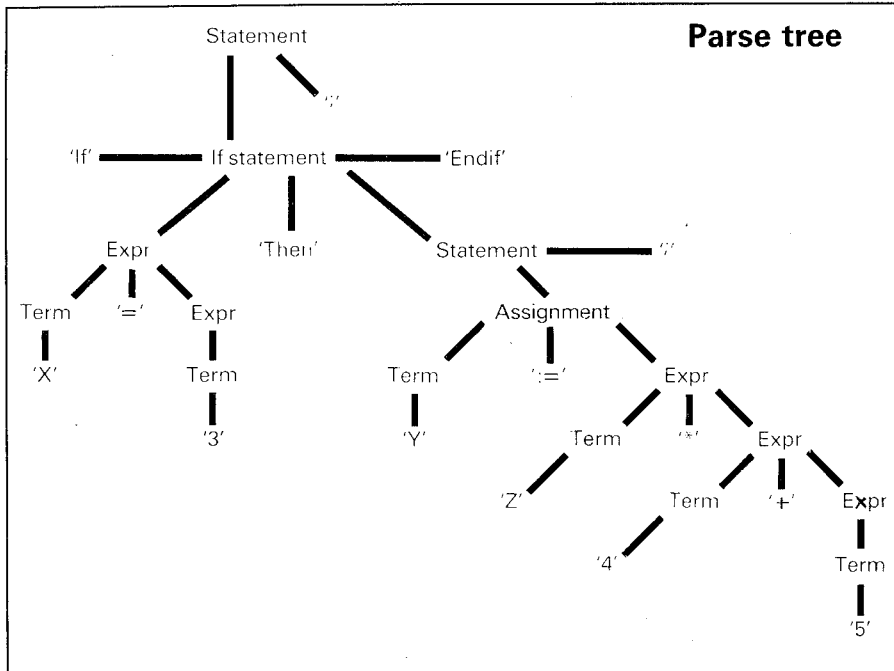 Parse tree
Statement
';'
'If' If statement 'Endif'
Expr 'Then' Statement ';'
Term '=' Expr Assignment
'X' Term Term ':=' Expr
'3' 'Y' Term '*' Expr
'Z' Term '+' Expr
'4' Term
'5'